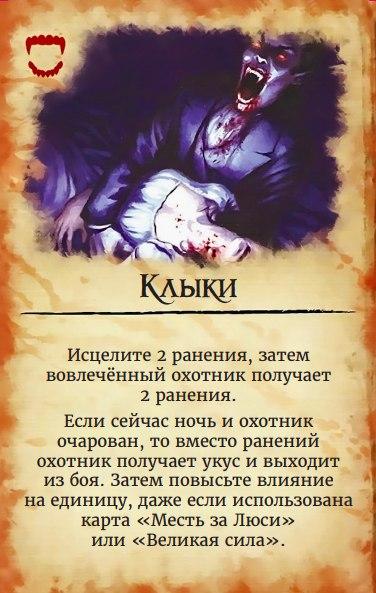 Клыки
Исцелите 2 ранения, затем
вовлечённый охотник получает
2 ранения.
Если сейчас ночь и охотник
очарован, то вместо ранений
охотник получает укус и выходит
из боя. Затем повысьте влияние
на единицу, даже если использована
карта «Месть за Люси»
или «Великая сила».